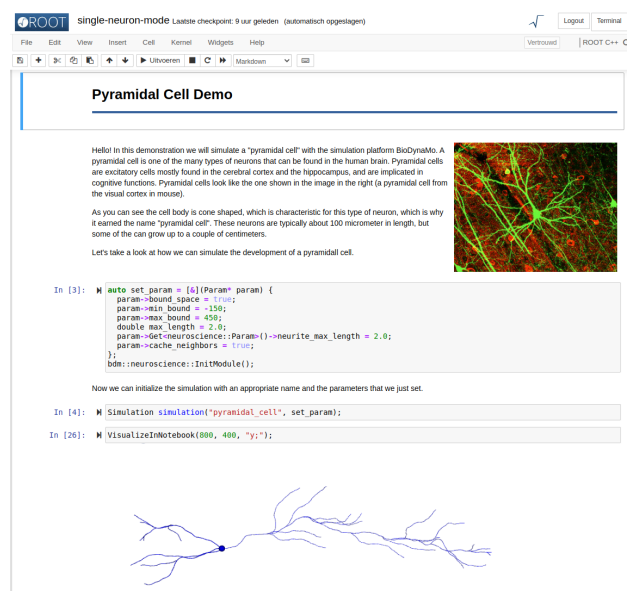 ROOT single-neuron-mode Laatste checkpoint: 9 uur geleden (automatisch opgeslagen) Logout Terminal
File Edit View Insert Cell Kernel Widgets Help Vertrouwd ROOT C++
Uitvoeren Markdown
Pyramidal Cell Demo
Hello! In this demonstration we will simulate a "pyramidal cell" with the simulation platform BioDynaMo. A
pyramidal cell is one of the many types of neurons that can be found in the human brain. Pyramidal cells
are excitatory cells mostly found in the cerebral cortex and the hippocampus, and are implicated in
cognitive functions. Pyramidal cells look like the one shown in the image in the right (a pyramidal cell from
the visual cortex in mouse).
As you can see the cell body is cone shaped, which is characteristic for this type of neuron, which is why
it earned the name "pyramidal cell". These neurons are typically about 100 micrometer in length, but
some of the can grow up to a couple of centimeters.
Let's take a look at how we can simulate the development of a pyramidall cell.
In [3]: auto set_param = [&](Param* param) {
param->bound_space = true;
param->min_bound = -150;
param->max_bound = 450;
double max_length = 2.0;
param->Get<neuroscience::Param>()->neurite_max_length = 2.0;
param->cache_neighbors = true;
};
bdm::neuroscience::InitModule();
Now we can initialize the simulation with an appropriate name and the parameters that we just set.
In [4]: Simulation simulation("pyramidal_cell", set_param);
In [26]: VisualizeInNotebook(800, 400, "y;");